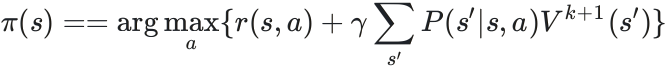 π(s) == arg max_a{r(s, a) + γ ∑_{s′} P(s′|s, a)V^{k+1}(s′)}